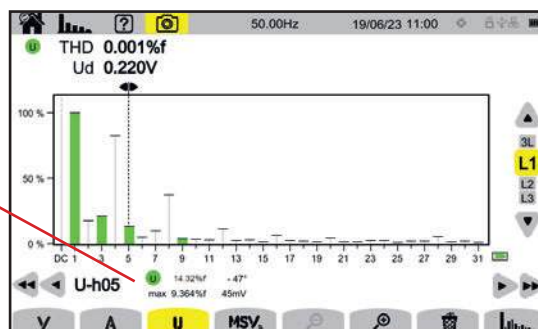 50.00Hz 19/06/23 11:00
U THD 0.001%f
Ud 0.220V
100 %
50 %
0 %
DC 1 3 5 7 9 11 13 15 17 19 21 23 25 27 29 31
3L
L1
L2
L3
U-h05
U 14.32%f - 47°
max 9.364%f 45mV
U
MSV